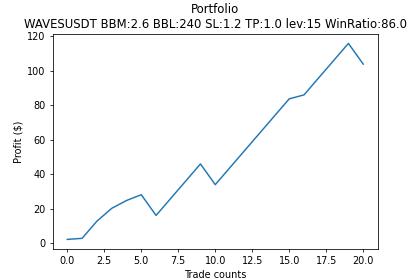 Portfolio
WAVESUSDT BBM:2.6 BBL:240 SL:1.2 TP:1.0 lev:15 WinRatio:86.0
120
100
80
60
40
20
0
Profit ($)
0.0 2.5 5.0 7.5 10.0 12.5 15.0 17.5 20.0
Trade counts